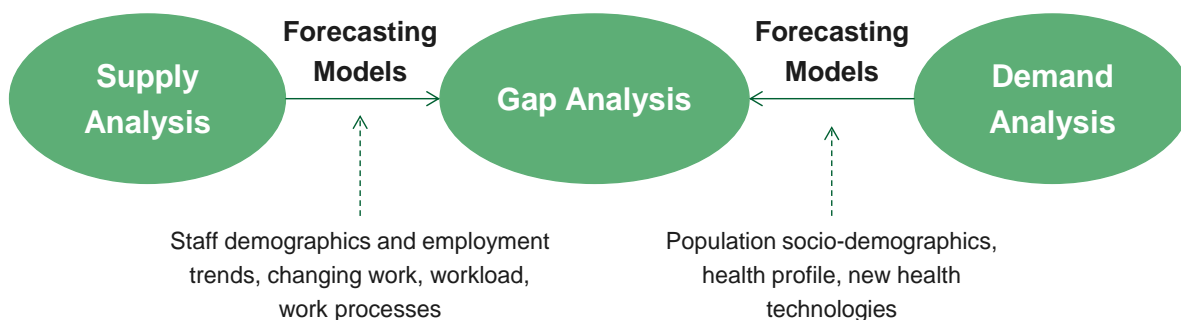 Supply
Analysis
Forecasting
Models
Gap Analysis
Forecasting
Models
Demand
Analysis
Staff demographics and employment
trends, changing work, workload,
work processes
Population socio-demographics,
health profile, new health
technologies